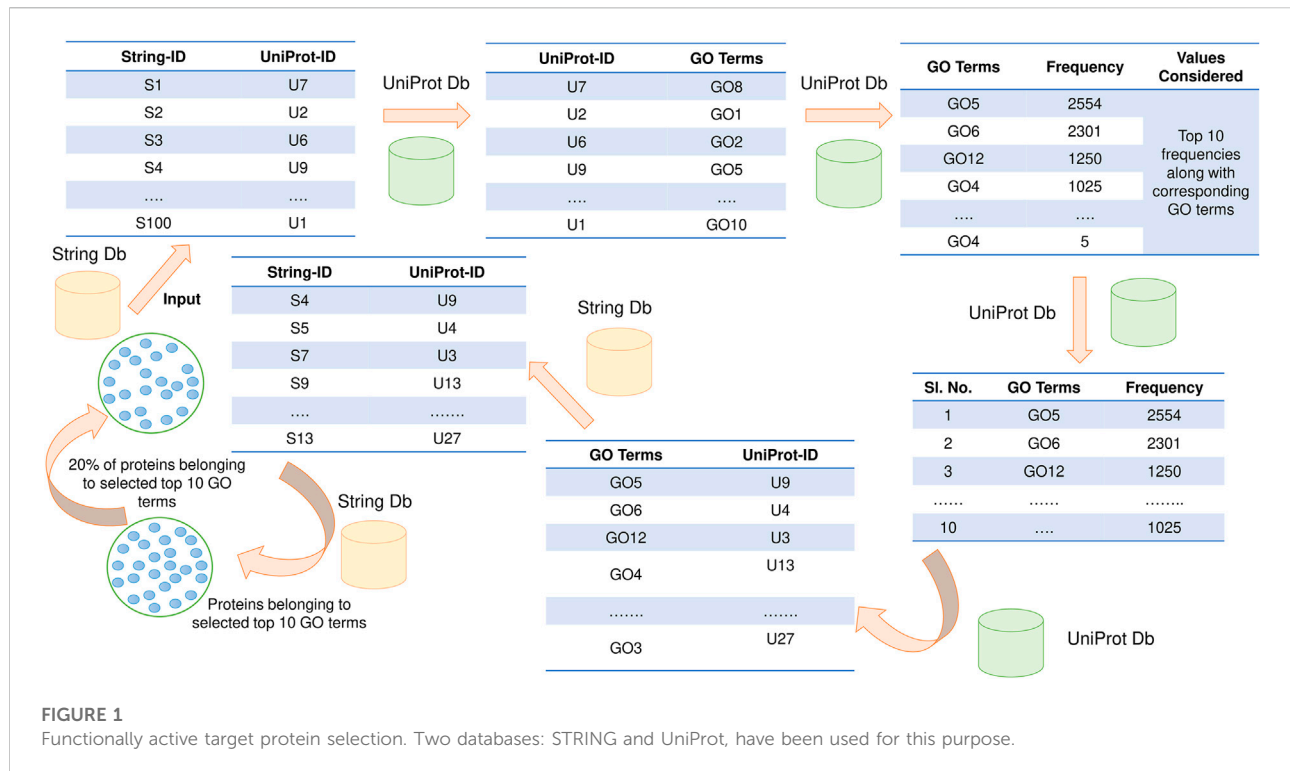 String-ID UniProt-ID
S1 U7
S2 U2
S3 U6
S4 U9
.... ....
S100 U1
UniProt Db
UniProt-ID GO Terms
U7 GO8
U2 GO1
U6 GO2
U9 GO5
.... ....
U1 GO10
UniProt Db
GO Terms Frequency Values
Considered
GO5 2554
GO6 2301
GO12 1250
GO4 1025
.... ....
GO4 5
Top 10
frequencies
along with
corresponding
GO terms
UniProt Db
Sl. No. GO Terms Frequency
1 GO5 2554
2 GO6 2301
3 GO12 1250
...... ...... ........
10 .... 1025
UniProt Db
GO Terms UniProt-ID
GO5 U9
GO6 U4
GO12 U3
GO4 U13
....... .......
GO3 U27
String Db
String-ID UniProt-ID
S4 U9
S5 U4
S7 U3
S9 U13
.... .......
S13 U27
String Db
Proteins belonging to
selected top 10 GO terms
20% of proteins belonging
to selected top 10 GO
terms
Input
String Db
FIGURE 1
Functionally active target protein selection. Two databases: STRING and UniProt, have been used for this purpose.